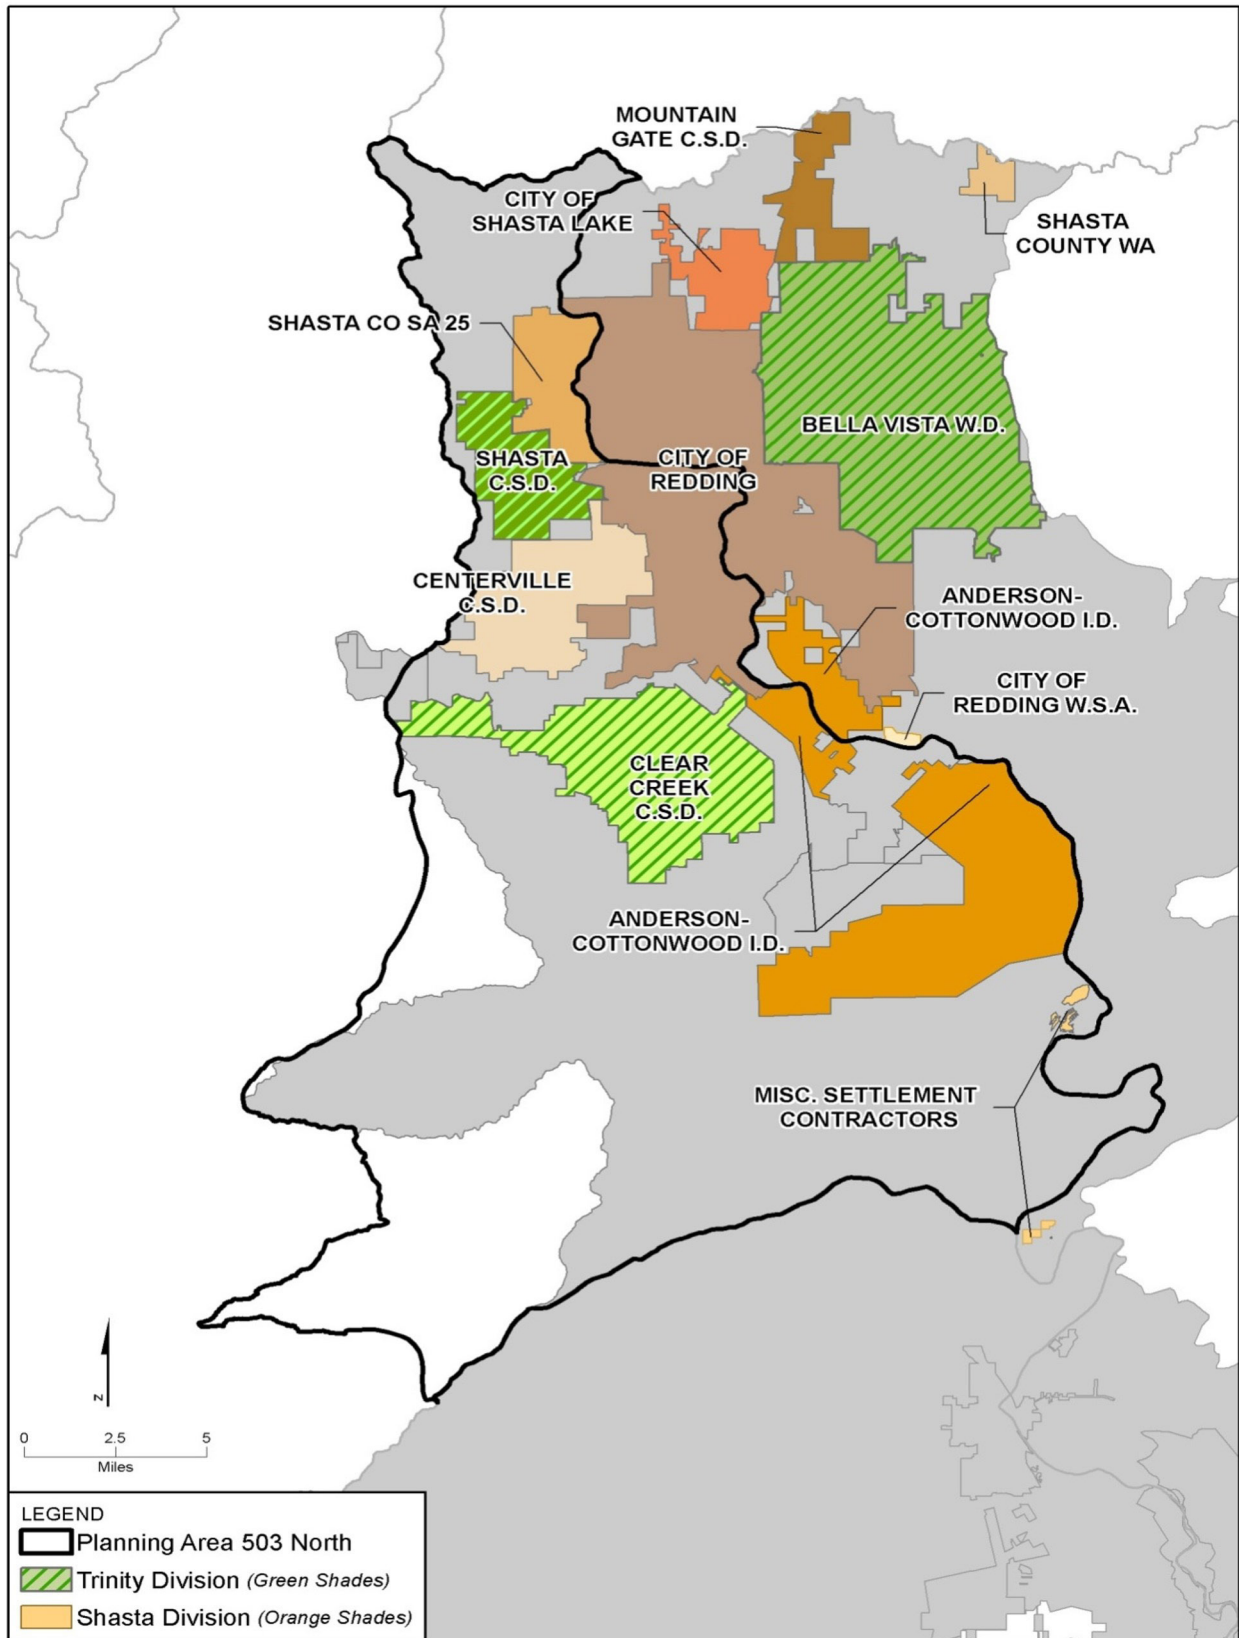 MOUNTAIN
GATE C.S.D.
CITY OF
SHASTA LAKE
SHASTA
COUNTY WA
SHASTA CO SA 25
BELLA VISTA W.D.
SHASTA
C.S.D.
CITY OF
REDDING
CENTERVILLE
C.S.D.
ANDERSON-
COTTONWOOD I.D.
CITY OF
REDDING W.S.A.
CLEAR
CREEK
C.S.D.
ANDERSON-
COTTONWOOD I.D.
MISC. SETTLEMENT
CONTRACTORS
N
0 2.5 5
Miles
LEGEND
Planning Area 503 North
Trinity Division (Green Shades)
Shasta Division (Orange Shades)